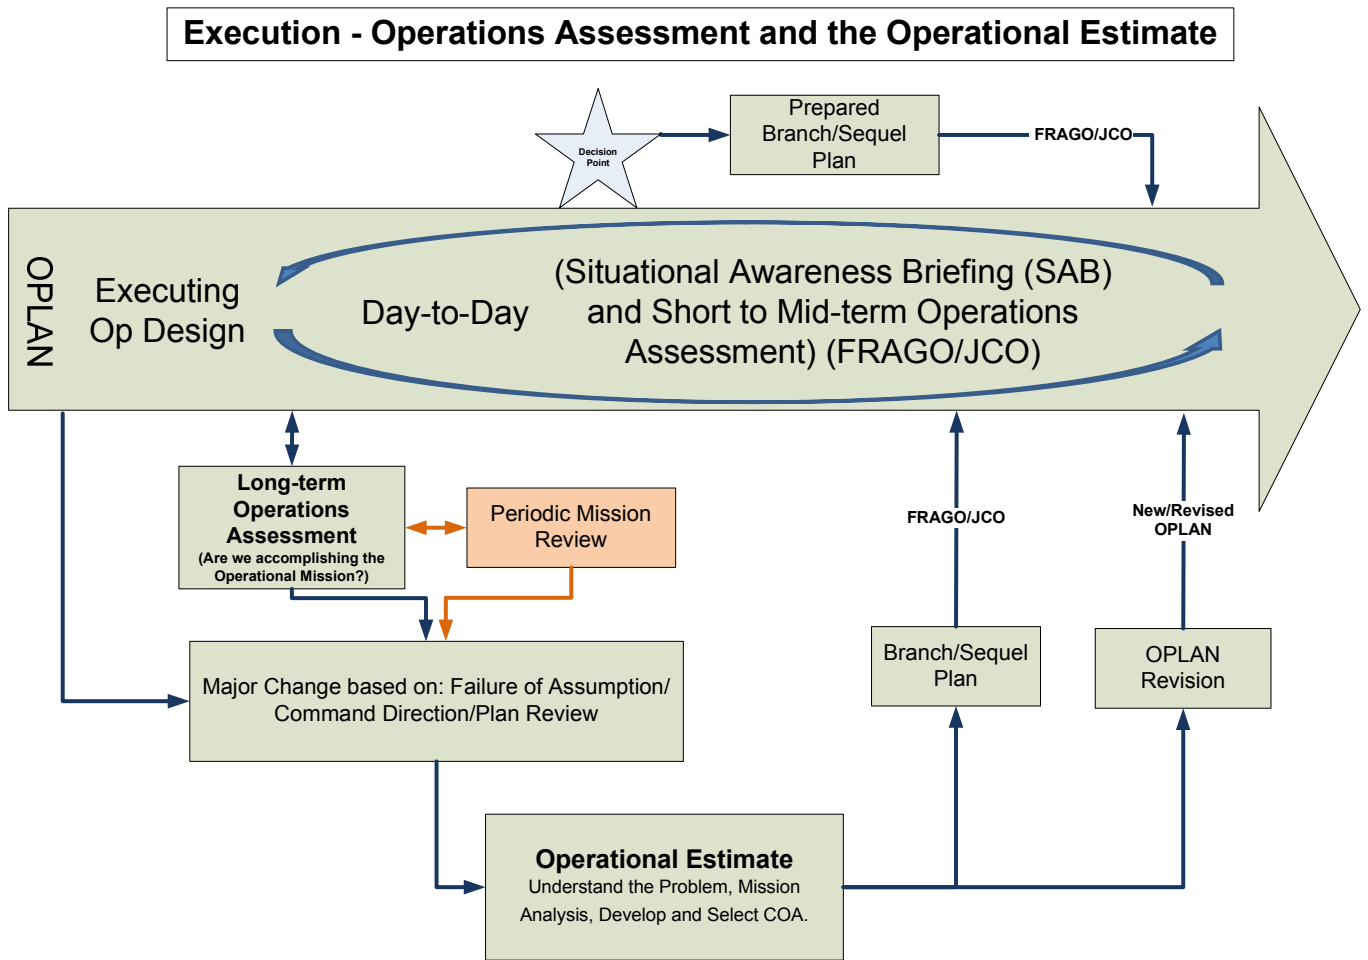 Execution - Operations Assessment and the Operational Estimate
Decision
Point
Prepared
Branch/Sequel
Plan
FRAGO/JCO
OPLAN
Executing
Op Design
Day-to-Day
(Situational Awareness Briefing (SAB)
and Short to Mid-term Operations
Assessment) (FRAGO/JCO)
Long-term
Operations
Assessment
(Are we accomplishing the
Operational Mission?)
Periodic Mission
Review
FRAGO/JCO
New/Revised
OPLAN
Major Change based on: Failure of Assumption/
Command Direction/Plan Review
Branch/Sequel
Plan
OPLAN
Revision
Operational Estimate
Understand the Problem, Mission
Analysis, Develop and Select COA.